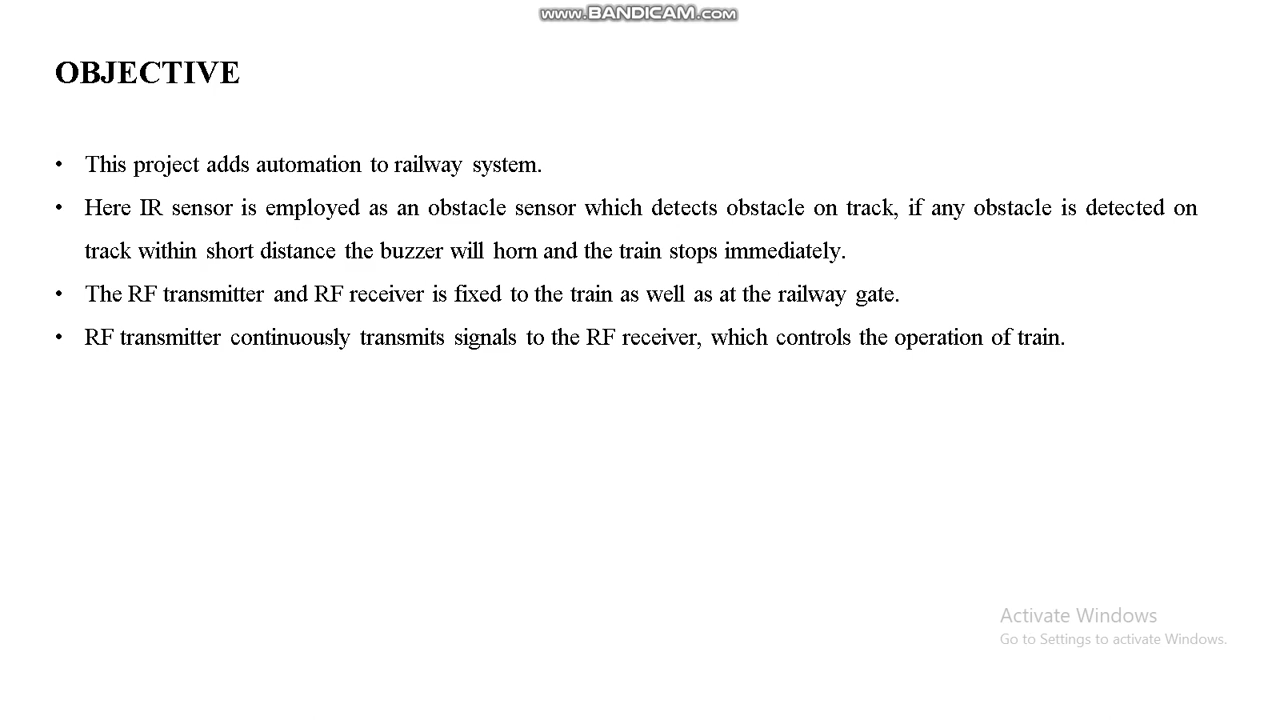 www.BANDICAM.com
OBJECTIVE
• This project adds automation to railway system.
• Here IR sensor is employed as an obstacle sensor which detects obstacle on track, if any obstacle is detected on
track within short distance the buzzer will horn and the train stops immediately.
• The RF transmitter and RF receiver is fixed to the train as well as at the railway gate.
• RF transmitter continuously transmits signals to the RF receiver, which controls the operation of train.
Activate Windows
Go to Settings to activate Windows.